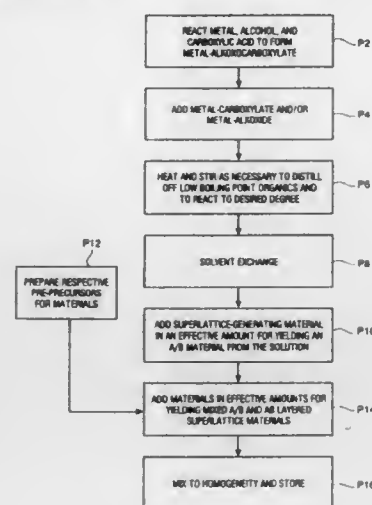 REACT METAL, ALCOHOL, AND
CARBOXYLIC ACID TO FORM
METAL-ALKOXOCARBOXYLATE
P2
ADD METAL-CARBOXYLATE AND/OR
METAL-ALKOXIDE
P4
HEAT AND STIR AS NECESSARY TO DISTILL
OFF LOW BOILING POINT ORGANICS AND
TO REACT TO DESIRED DEGREE
P6
SOLVENT EXCHANGE
P8
P12
PREPARE RESPECTIVE
PRE-PRECURSORS
FOR MATERIALS
ADD SUPERLATTICE-GENERATING MATERIAL
IN AN EFFECTIVE AMOUNT FOR YIELDING AN
A/B MATERIAL FROM THE SOLUTION
P10
ADD MATERIALS IN EFFECTIVE AMOUNTS FOR
YIELDING MIXED A/B AND AB LAYERED
SUPERLATTICE MATERIALS
P14
MIX TO HOMOGENEITY AND STORE
P16